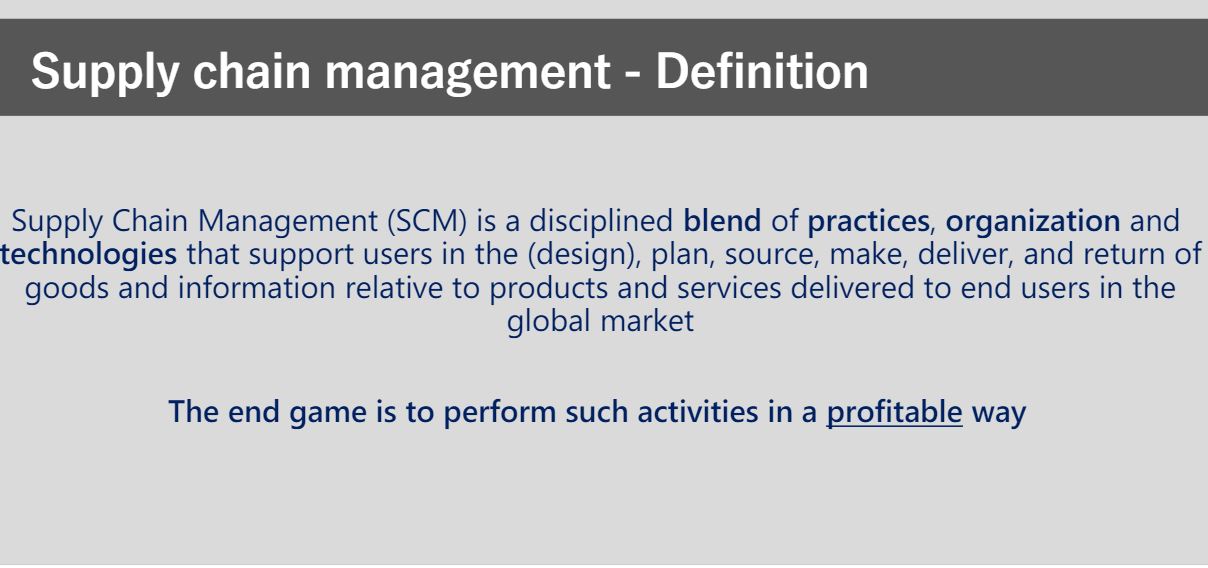 Supply chain management - Definition
Supply Chain Management (SCM) is a disciplined blend of practices, organization and
technologies that support users in the (design), plan, source, make, deliver, and return of
goods and information relative to products and services delivered to end users in the
global market
The end game is to perform such activities in a profitable way